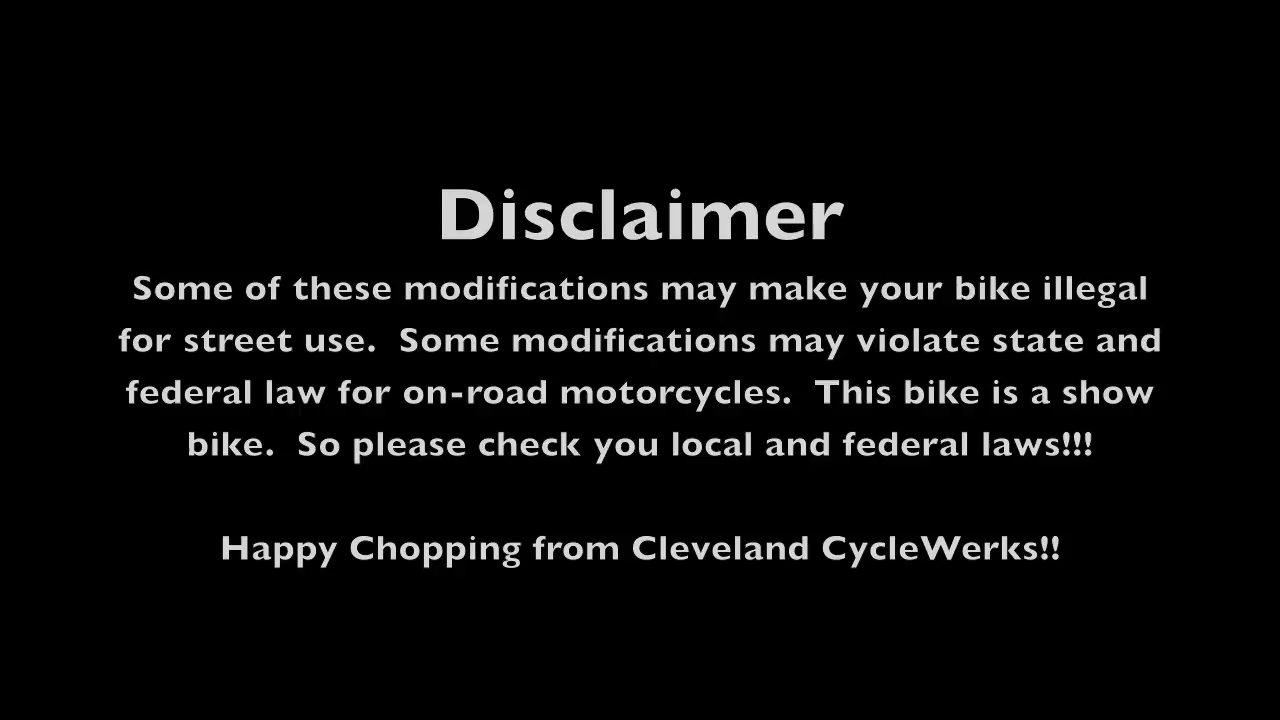 Disclaimer
Some of these modifications may make your bike illegal
for street use.  Some modifications may violate state and
federal law for on-road motorcycles.  This bike is a show
bike.  So please check you local and federal laws!!!
Happy Chopping from Cleveland CycleWerks!!